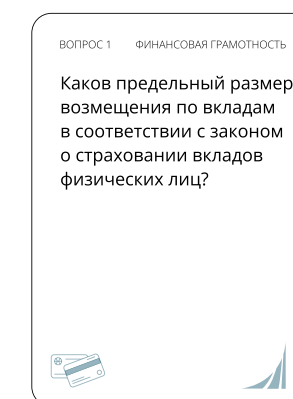 ВОПРОС 1 ФИНАНСОВАЯ ГРАМОТНОСТЬ
Каков предельный размер
возмещения по вкладам
в соответствии с законом
о страховании вкладов
физических лиц?